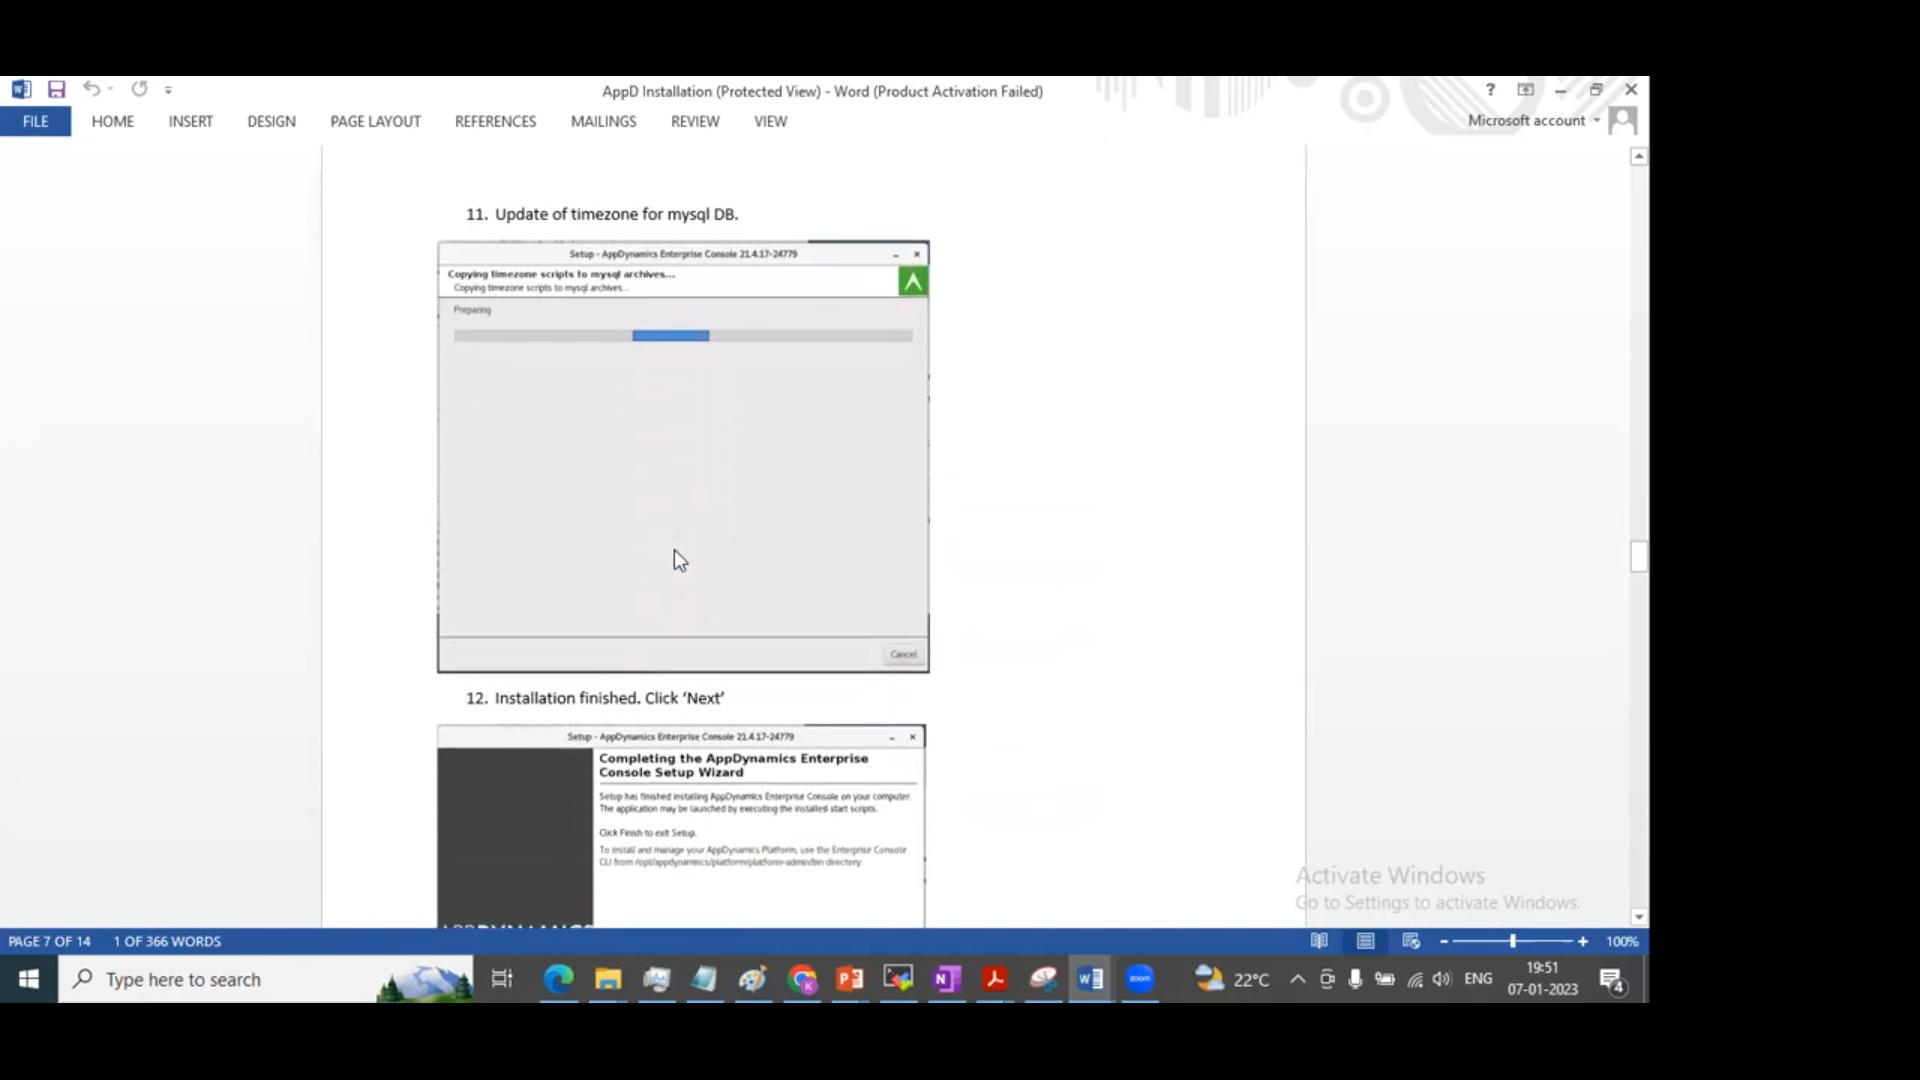 AppD Installation (Protected View) - Word (Product Activation Failed)
?
FILE HOME INSERT DESIGN PAGE LAYOUT REFERENCES MAILINGS REVIEW VIEW
Microsoft account
11. Update of timezone for mysql DB.
Setup - AppDynamics Enterprise Console 21.4.17-24779
Copying timezone scripts to mysql archives...
Copying timezone scripts to mysql archives...
Preparing
Cancel
12. Installation finished. Click ‘Next’
Setup - AppDynamics Enterprise Console 21.4.17-24779
Completing the AppDynamics Enterprise
Console Setup Wizard
Setup has finished installing AppDynamics Enterprise Console on your computer.
The application may be launched by executing the installed start scripts.
Click Finish to exit Setup.
To install and manage your AppDynamics Platform, use the Enterprise Console
CLI from /opt/appdynamincs/platform/platform-admin/bin directory.
APPDYNAMICS
Activate Windows
Go to Settings to activate Windows.
PAGE 7 OF 14 1 OF 366 WORDS
100%
Type here to search
zoom
22°C
ENG
19:51
07-01-2023
4